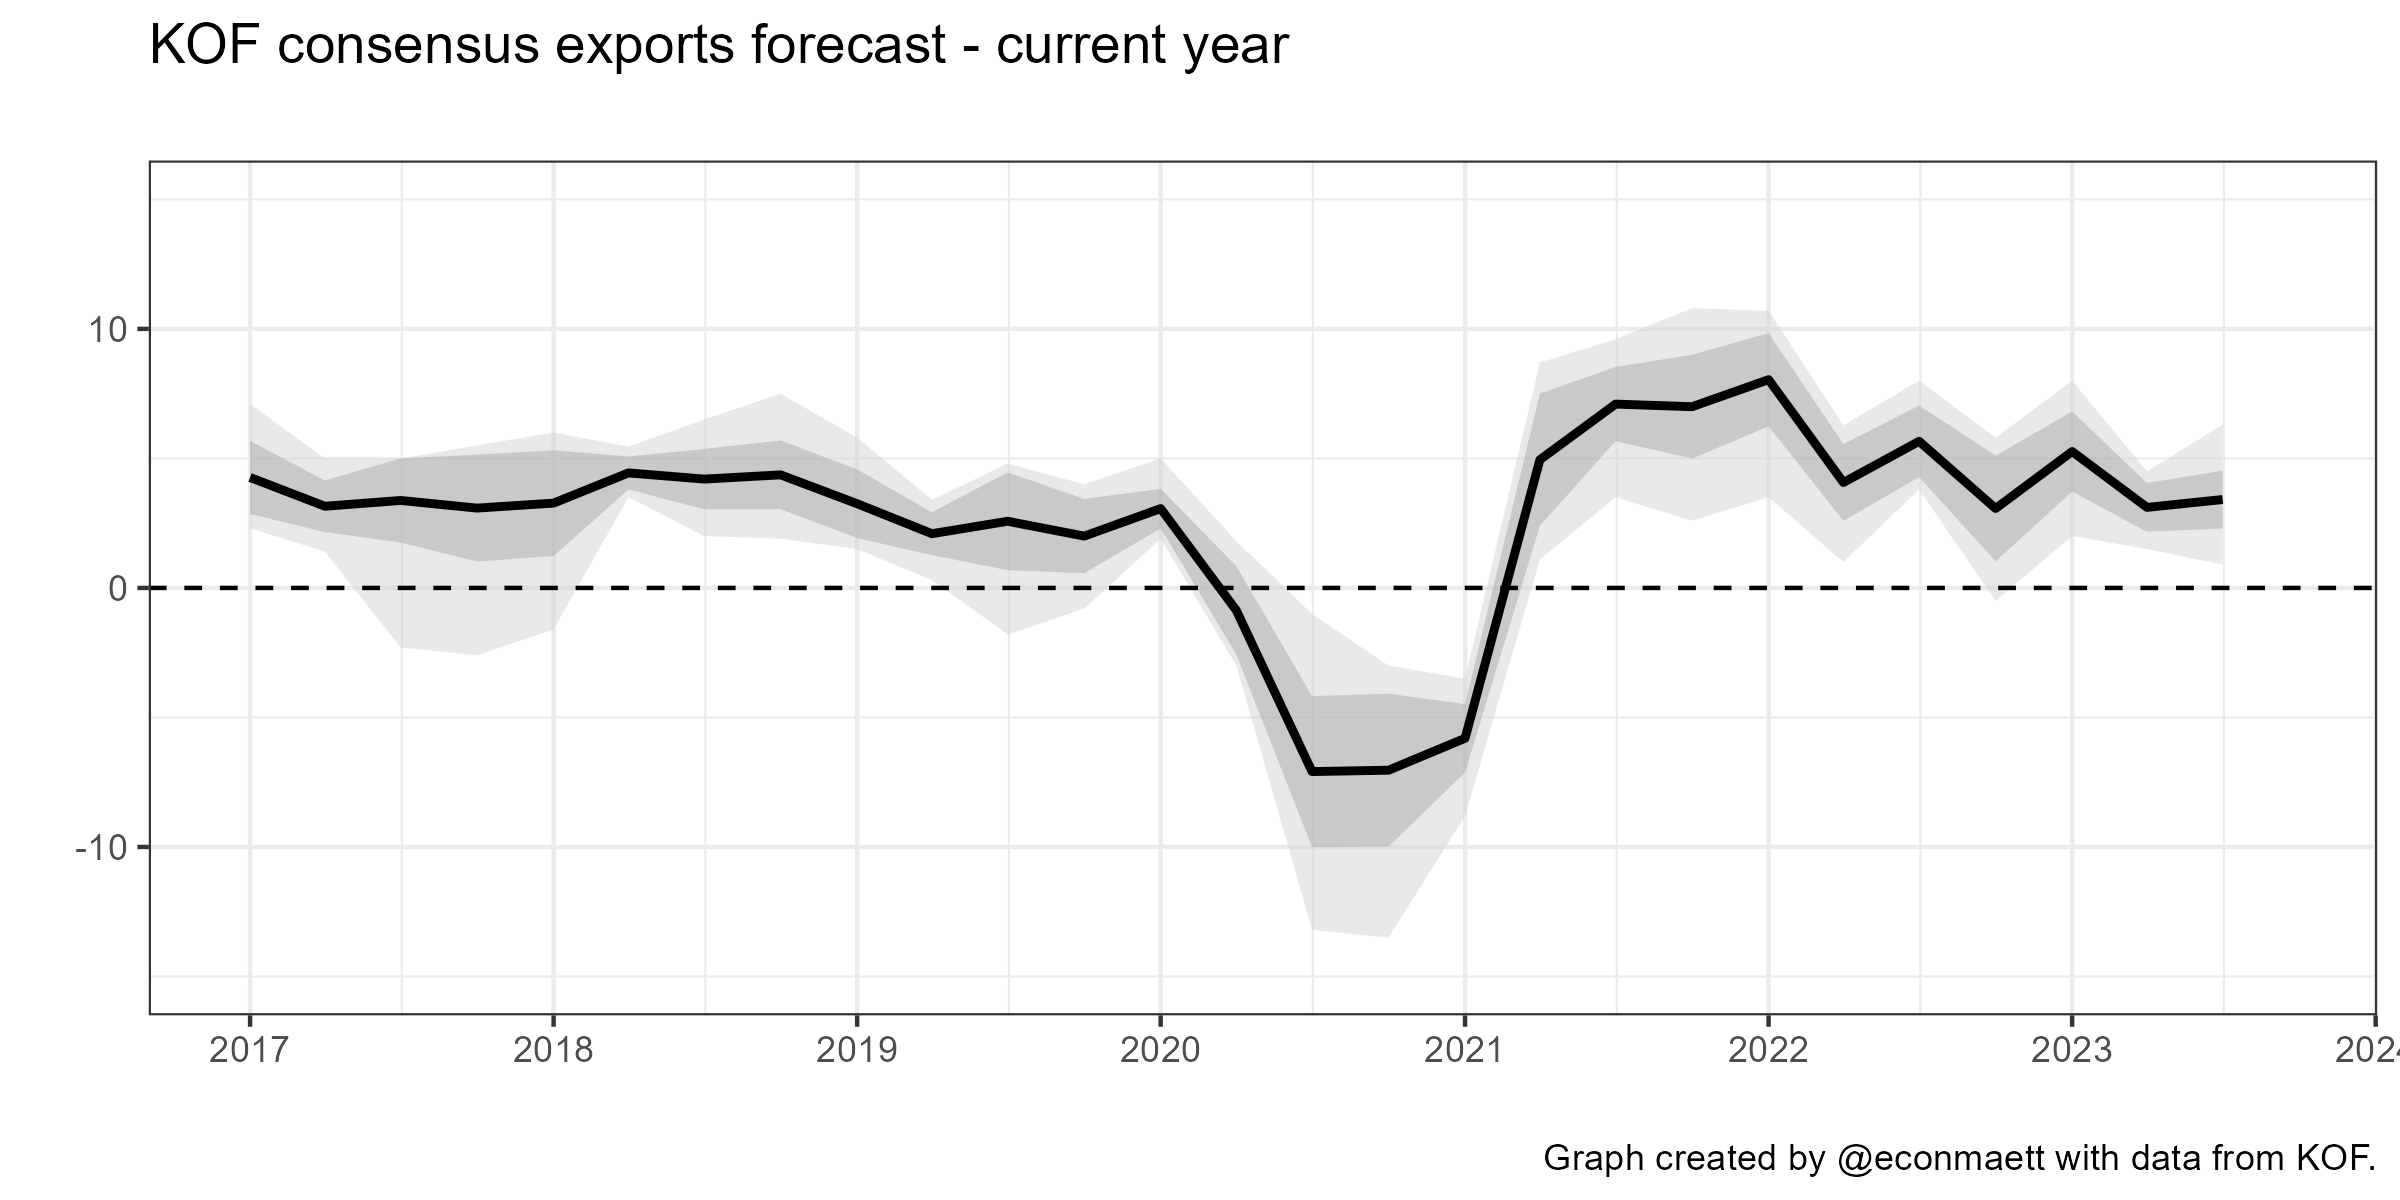 KOF consensus exports forecast - current year
10
0
-10
2017 2018 2019 2020 2021 2022 2023 202
Graph created by @econmaett with data from KOF.